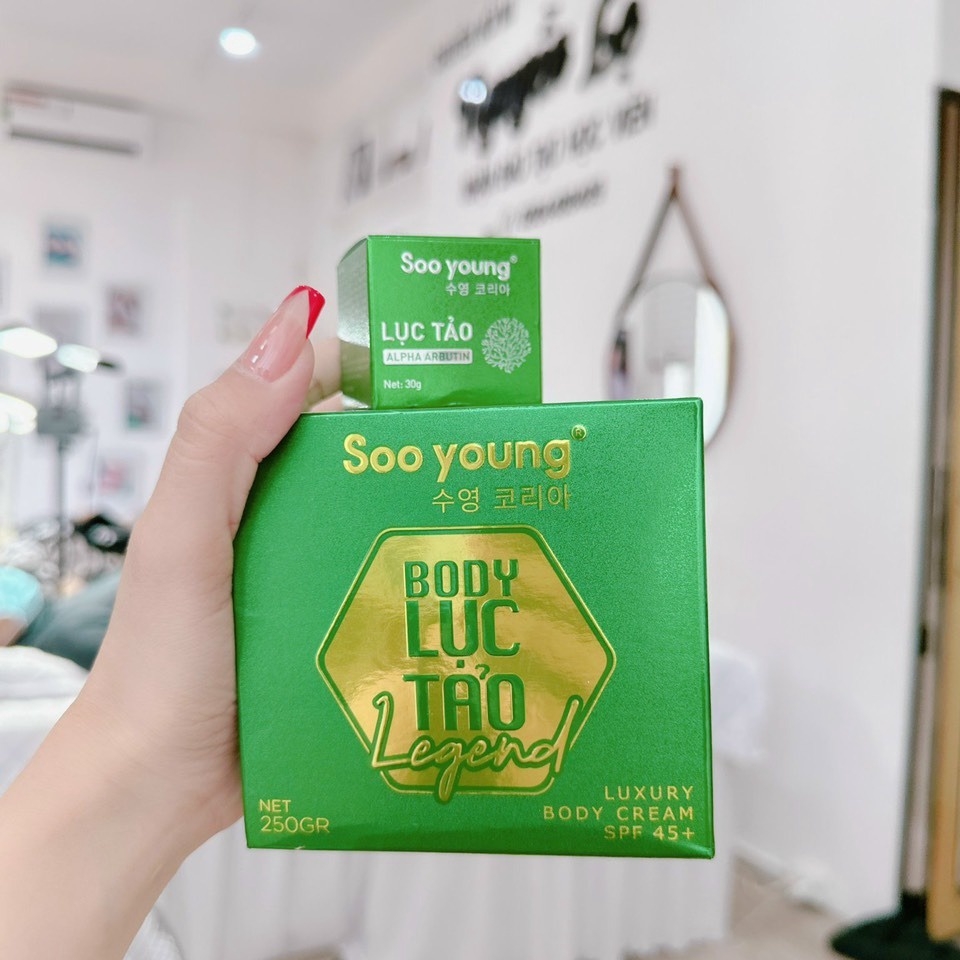 Soo young®
수영 코리아
LỤC TẢO
ALPHA ARBUTIN
Net: 30g
Soo young®
수영 코리아
BODY
LỤC
TẢO
Legend
NET
250GR
LUXURY
BODY CREAM
SPF 45+